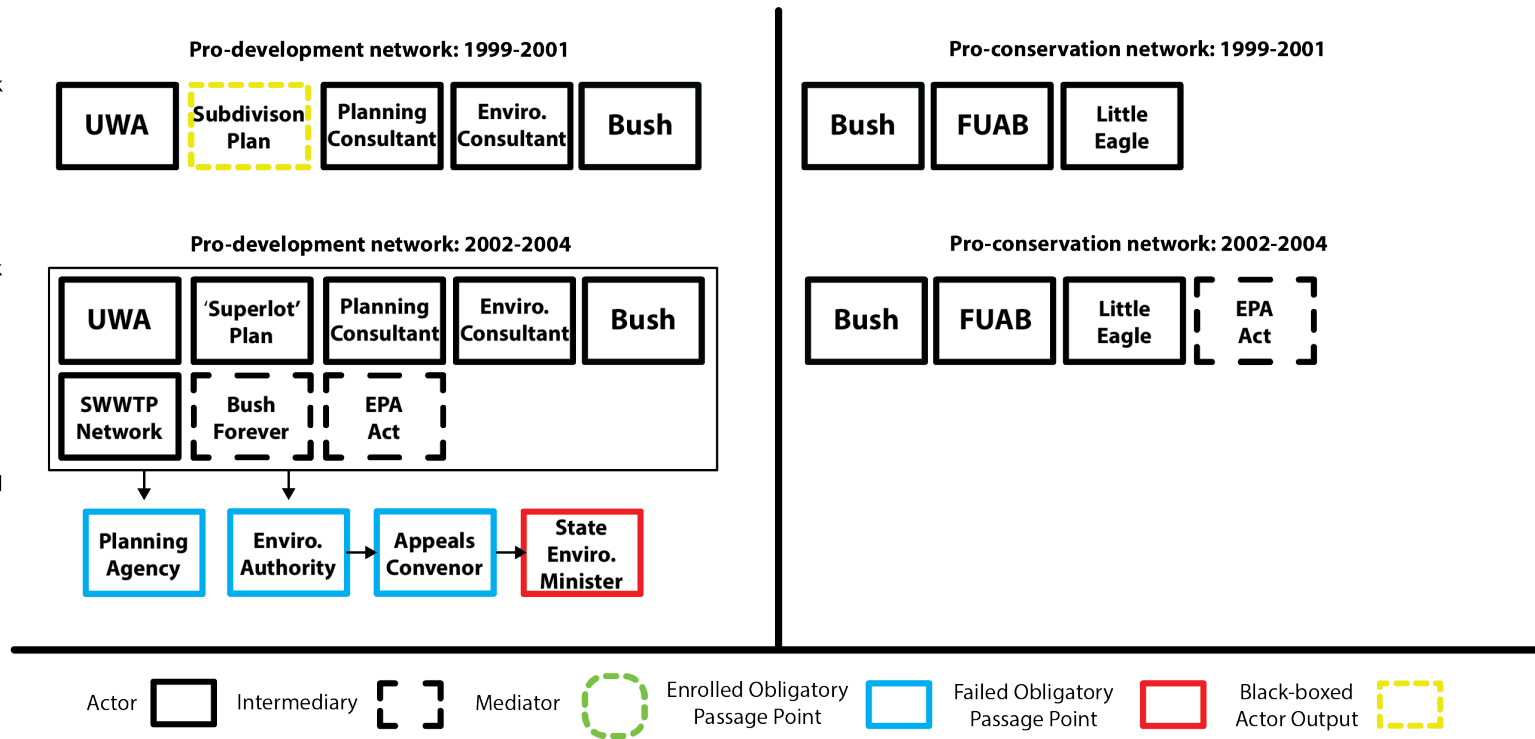 Pro-development network: 1999-2001
UWA
Subdivison
Plan
Planning
Consultant
Enviro.
Consultant
Bush
Pro-conservation network: 1999-2001
Bush
FUAB
Little
Eagle
Pro-development network: 2002-2004
UWA
‘Superlot’
Plan
Planning
Consultant
Enviro.
Consultant
Bush
SWWTP
Network
Bush
Forever
EPA
Act
Planning
Agency
Enviro.
Authority
Appeals
Convenor
State
Enviro.
Minister
Pro-conservation network: 2002-2004
Bush
FUAB
Little
Eagle
EPA
Act
Actor
Intermediary
Mediator
Enrolled Obligatory
Passage Point
Failed Obligatory
Passage Point
Black-boxed
Actor Output